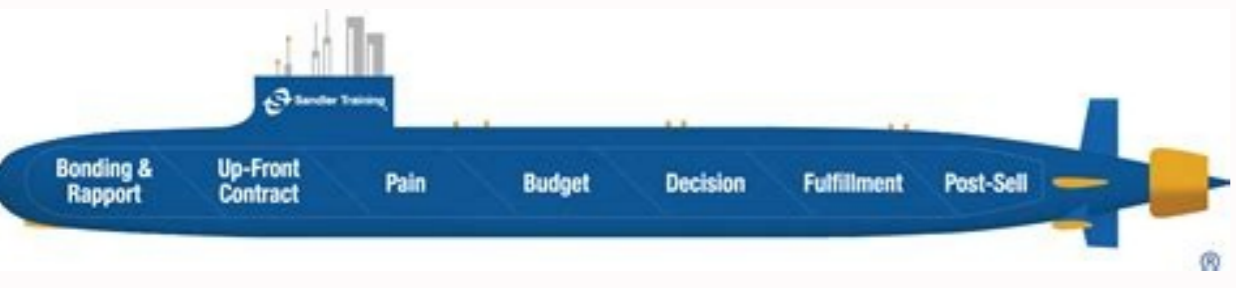 Sandler Training
Bonding &
Rapport
Up-Front
Contract
Pain
Budget
Decision
Fulfillment
Post-Sell
®